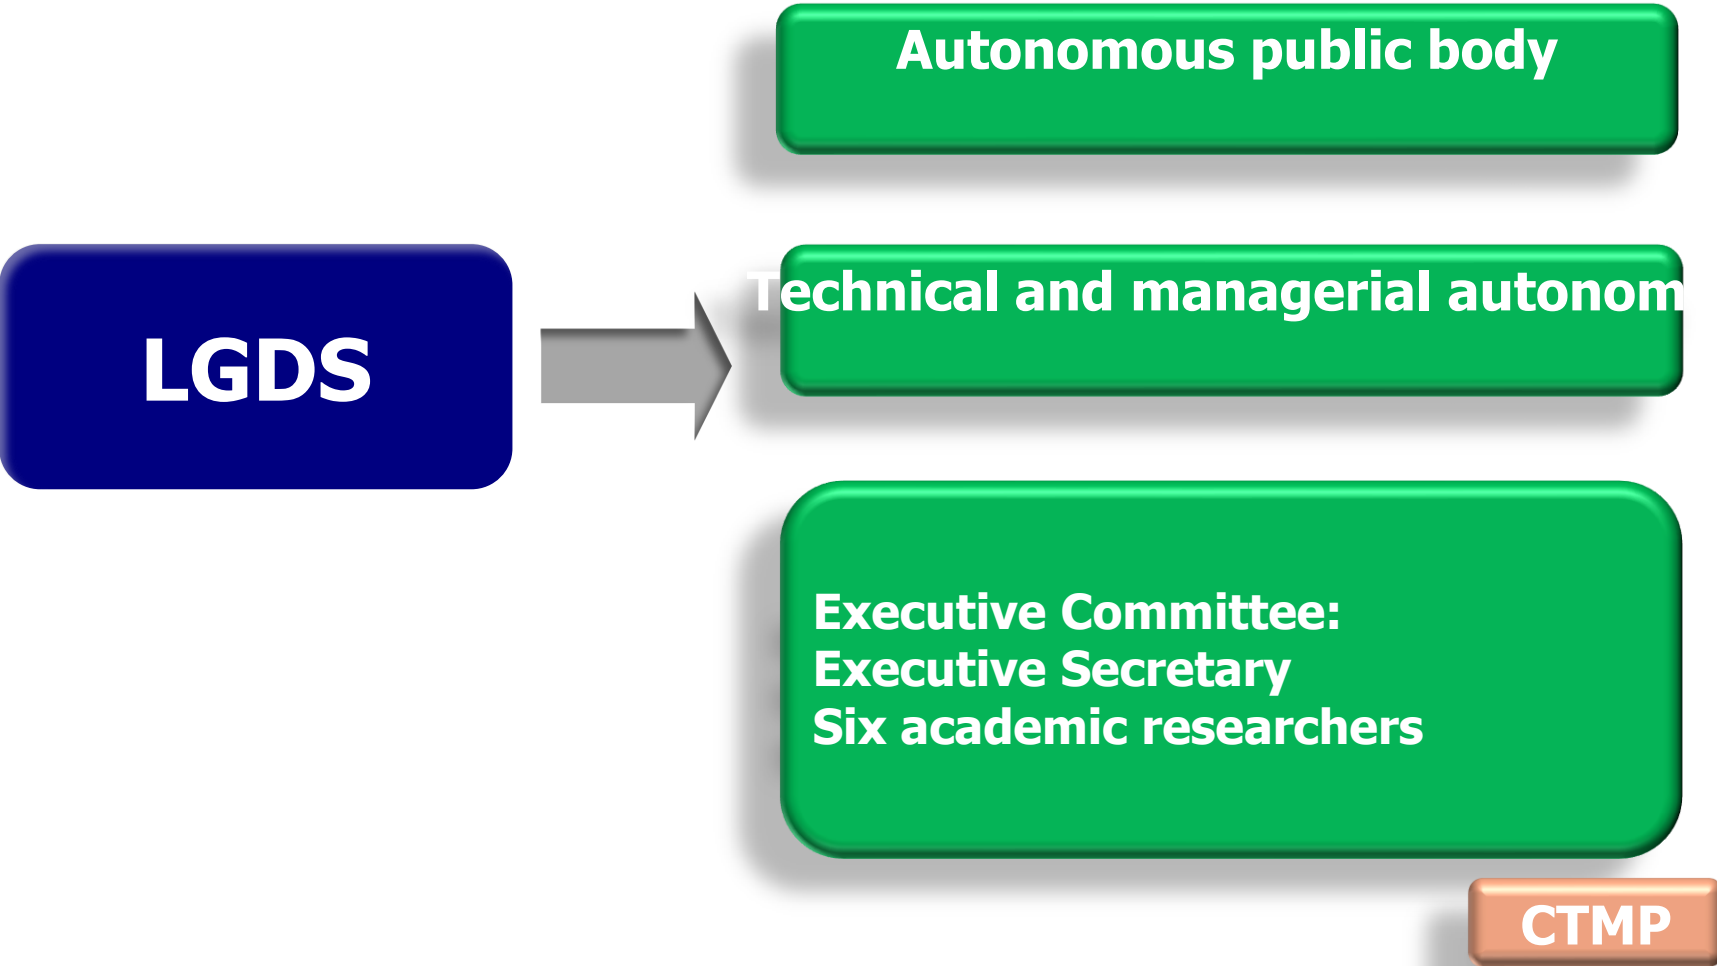 Autonomous public body
Technical and managerial autonom
LGDS
Executive Committee:
Executive Secretary
Six academic researchers
CTMP